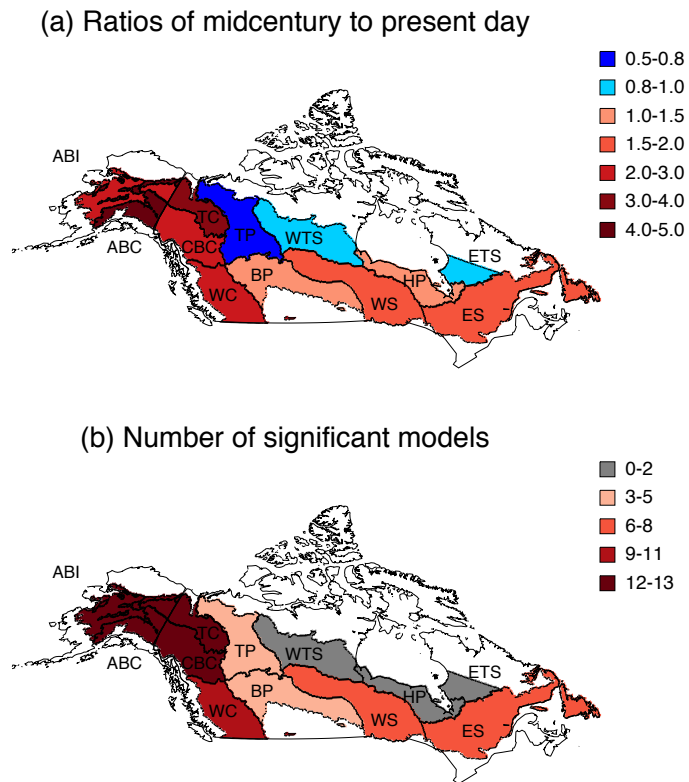 (a) Ratios of midcentury to present day
0.5-0.8
0.8-1.0
1.0-1.5
1.5-2.0
2.0-3.0
3.0-4.0
4.0-5.0
ABI
ABC
TC
CBC
TP
WTS
ETS
WC
BP
HP
WS
ES
(b) Number of significant models
0-2
3-5
6-8
9-11
12-13
ABI
ABC
TC
CBC
TP
WTS
ETS
WC
BP
HP
WS
ES